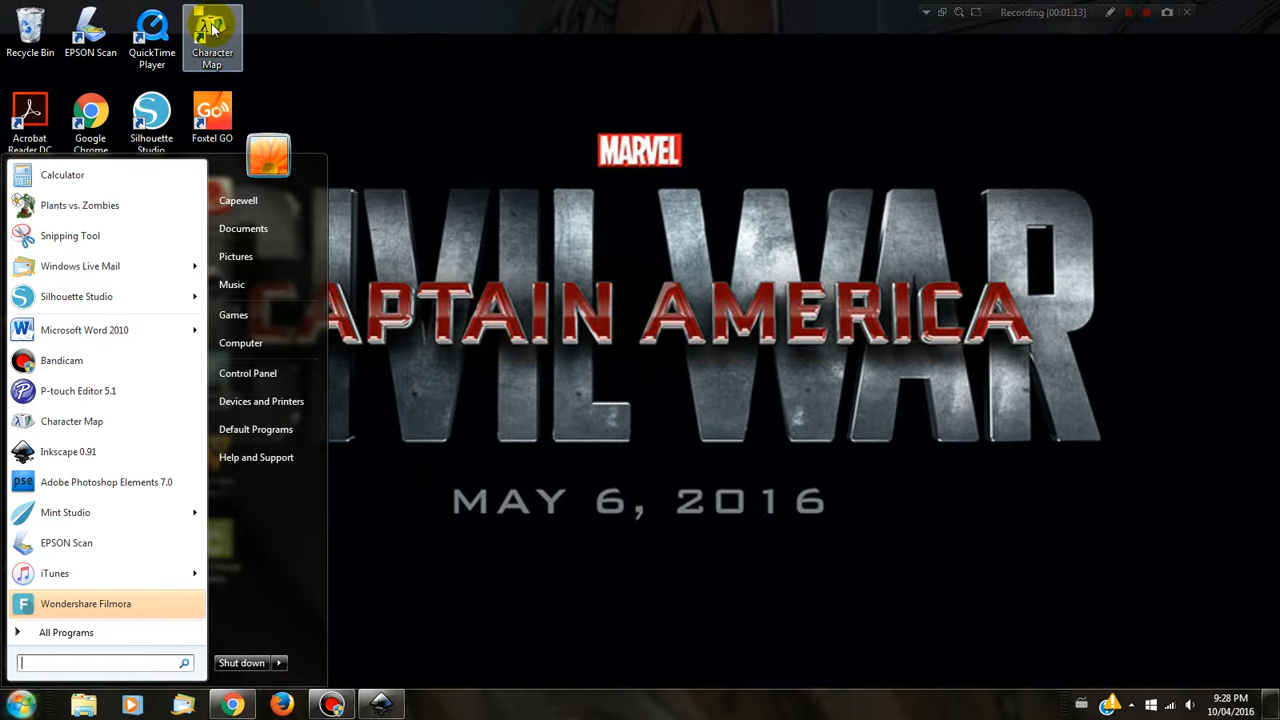 Recording [00:01:13]
Recycle Bin
EPSON Scan
QuickTime Player
Character Map
Acrobat Reader DC
Google Chrome
Silhouette Studio
Foxtel GO
GO
Calculator
Plants vs. Zombies
Snipping Tool
Windows Live Mail
Silhouette Studio
Microsoft Word 2010
Bandicam
P-touch Editor 5.1
Character Map
Inkscape 0.91
pse
Adobe Photoshop Elements 7.0
Mint Studio
EPSON Scan
iTunes
Wondershare Filmora
All Programs
Capewell
Documents
Pictures
Music
Games
Computer
Control Panel
Devices and Printers
Default Programs
Help and Support
Shut down
MARVEL
IVIL WAR
APTAIN AMERICA
MAY 6, 2016
9:28 PM
10/04/2016